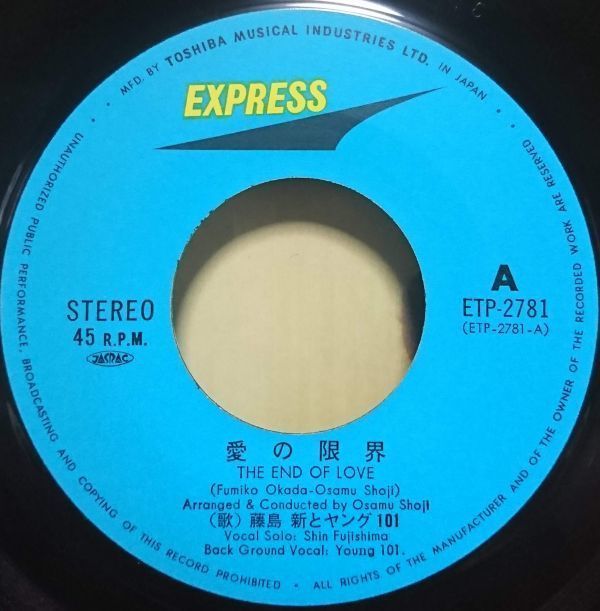 MFD. BY TOSHIBA MUSICAL INDUSTRIES LTD. IN JAPAN
ALL RIGHTS OF THE MANUFACTURER AND OF THE OWNER OF THE RECORDED WORK ARE RESERVED
UNAUTHORIZED PUBLIC PERFORMANCE, BROADCASTING AND COPYING OF THIS RECORD PROHIBITED
EXPRESS
STEREO
45 R.P.M.
JASRAC
A
ETP-2781
(ETP-2781-A)
愛の限界
THE END OF LOVE
(Fumiko Okada-Osamu Shoji)
Arranged & Conducted by Osamu Shoji
(歌) 藤島 新とヤング101
Vocal Solo: Shin Fujishima
Back Ground Vocal: Young 101.